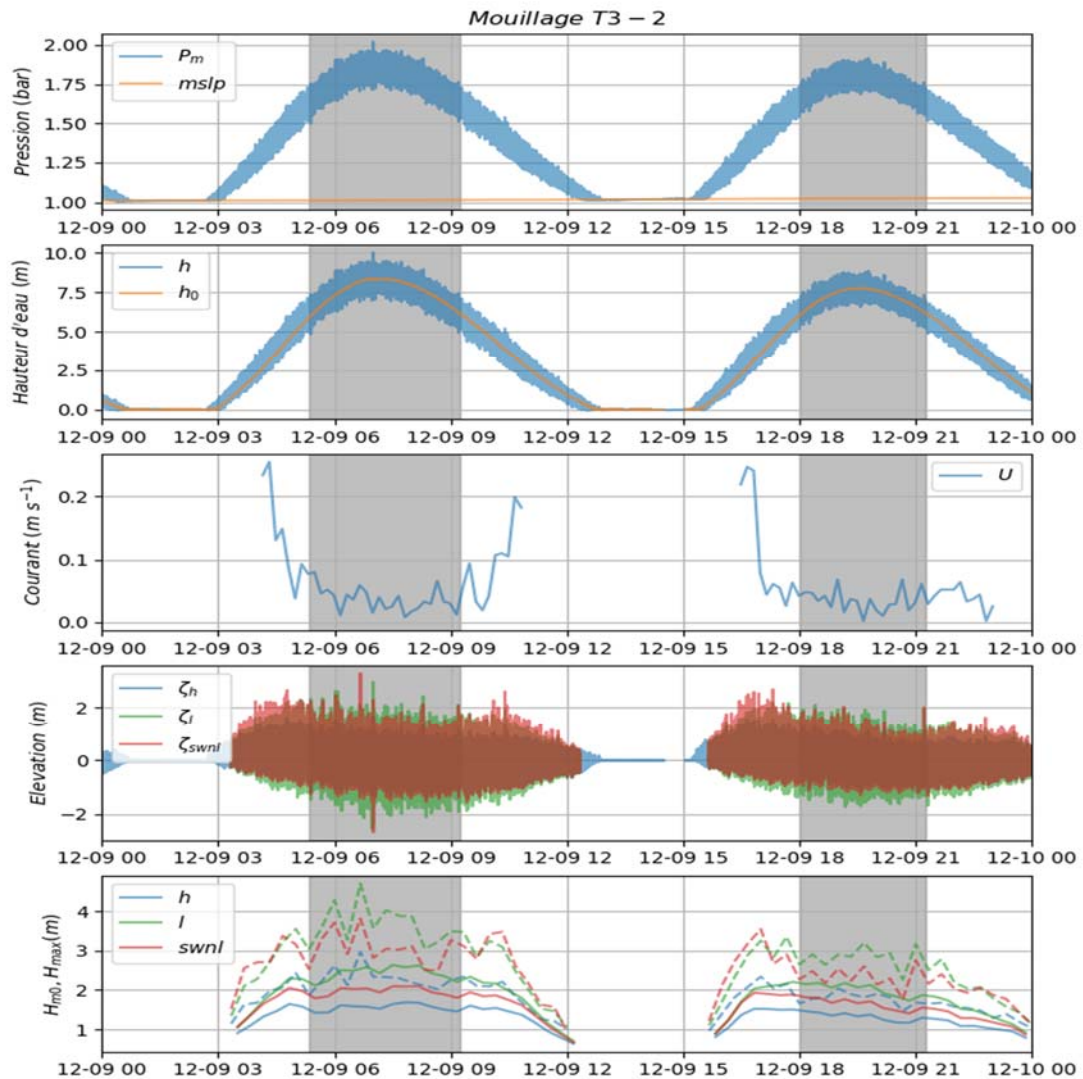 Mouillage T3 − 2
Pression (bar)
2.00
1.75
1.50
1.25
1.00
P_m
mslp
12-09 00 12-09 03 12-09 06 12-09 09 12-09 12 12-09 15 12-09 18 12-09 21 12-10 00
Hauteur d'eau (m)
10.0
7.5
5.0
2.5
0.0
h
h_0
12-09 00 12-09 03 12-09 06 12-09 09 12-09 12 12-09 15 12-09 18 12-09 21 12-10 00
Courant (m s⁻¹)
0.2
0.1
0.0
U
12-09 00 12-09 03 12-09 06 12-09 09 12-09 12 12-09 15 12-09 18 12-09 21 12-10 00
Elevation (m)
2
0
−2
ζ_h
ζ_l
ζ_swnl
12-09 00 12-09 03 12-09 06 12-09 09 12-09 12 12-09 15 12-09 18 12-09 21 12-10 00
H_m0, H_max(m)
4
3
2
1
h
l
swnl
12-09 00 12-09 03 12-09 06 12-09 09 12-09 12 12-09 15 12-09 18 12-09 21 12-10 00